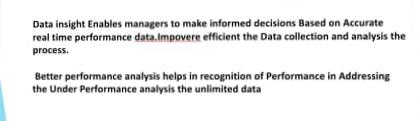 Data insight Enables managers to make informed decisions Based on Accurate
real time performance data.Impovere efficient the Data collection and analysis the
process.
Better performance analysis helps in recognition of Performance in Addressing
the Under Performance analysis the unlimited data